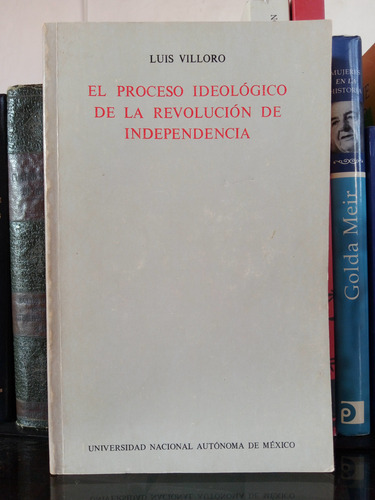 LUIS VILLORO
EL PROCESO IDEOLÓGICO
DE LA REVOLUCIÓN DE
INDEPENDENCIA
UNIVERSIDAD NACIONAL AUTÓNOMA DE MÉXICO
MUJERES
EN LA
HISTORIA
Golda Meir